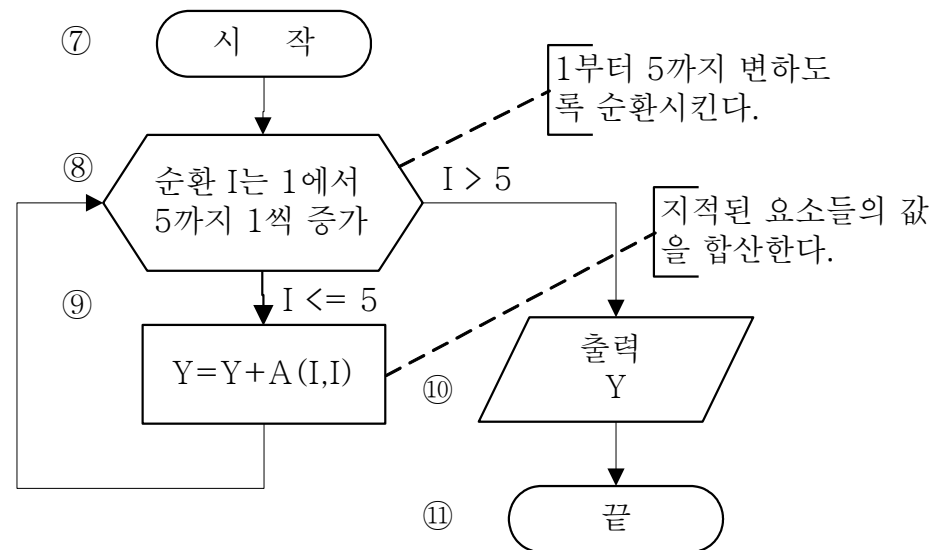 ⑦
시 작
1부터 5까지 변하도
록 순환시킨다.
⑧
순환 I는 1에서
5까지 1씩 증가
I > 5
지적된 요소들의 값
을 합산한다.
⑨
I <= 5
Y=Y+A(I,I)
출력
Y
⑩
⑪
끝